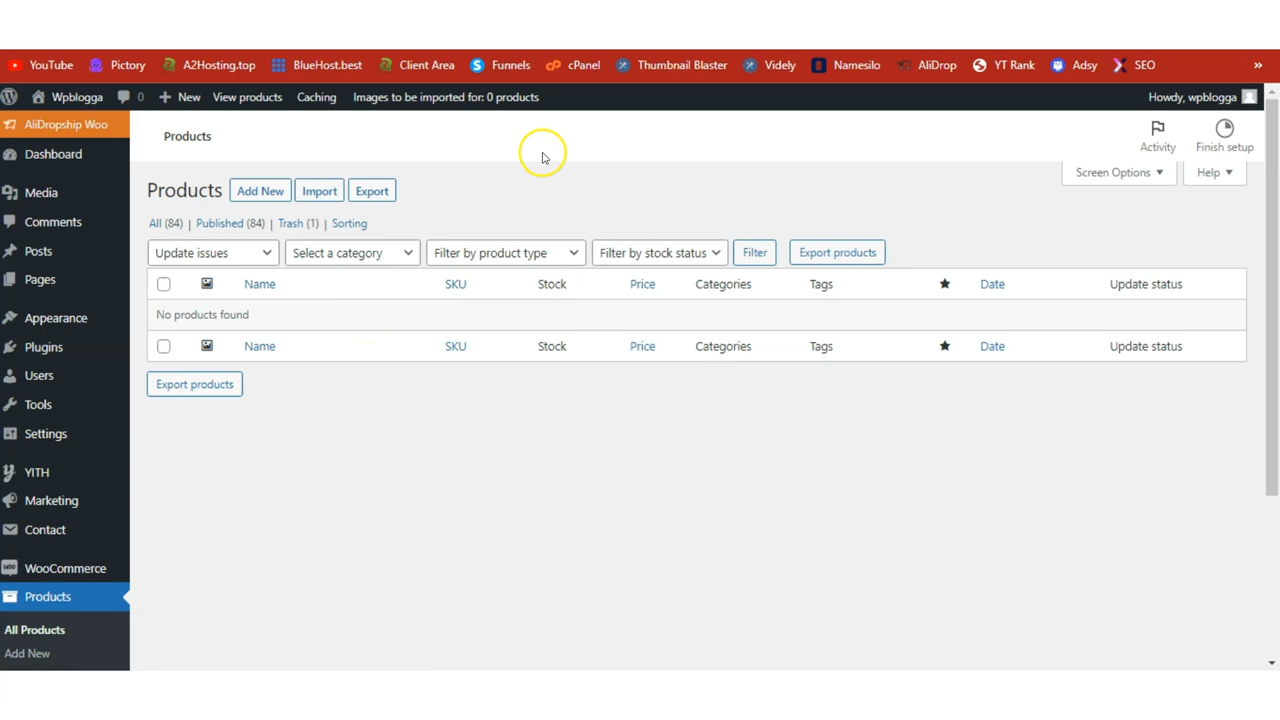 YouTube Pictory A2Hosting.top BlueHost.best Client Area Funnels cPanel Thumbnail Blaster Videly Namesilo AliDrop YT Rank Adsy SEO »
Wpblogga 0 New View products Caching Images to be imported for: 0 products Howdy, wpblogga
AliDropship Woo
Dashboard
Media
Comments
Posts
Pages
Appearance
Plugins
Users
Tools
Settings
YITH
Marketing
Contact
WooCommerce
Products
All Products
Add New
Products
Activity Finish setup
Screen Options Help
Products Add New Import Export
All (84) | Published (84) | Trash (1) | Sorting
Update issues Select a category Filter by product type Filter by stock status Filter Export products
Name SKU Stock Price Categories Tags Date Update status
No products found
Name SKU Stock Price Categories Tags Date Update status
Export products